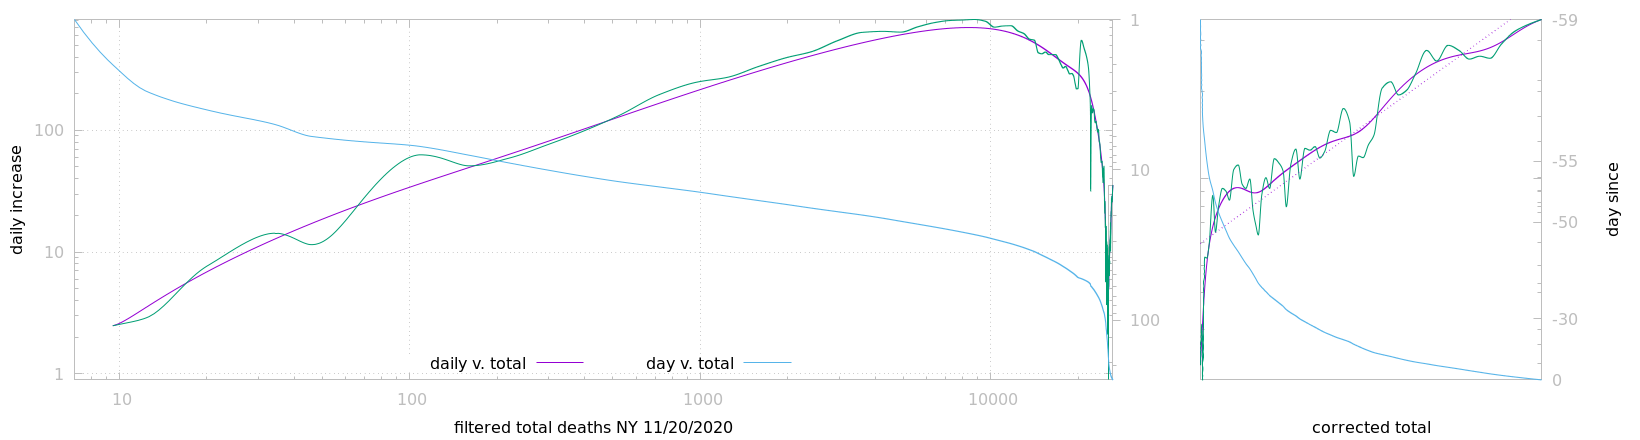 1
-59
100
daily increase
10
-55
day since
-50
10
100
-30
daily v. total
day v. total
1
0
10
100
1000
10000
filtered total deaths NY 11/20/2020
corrected total